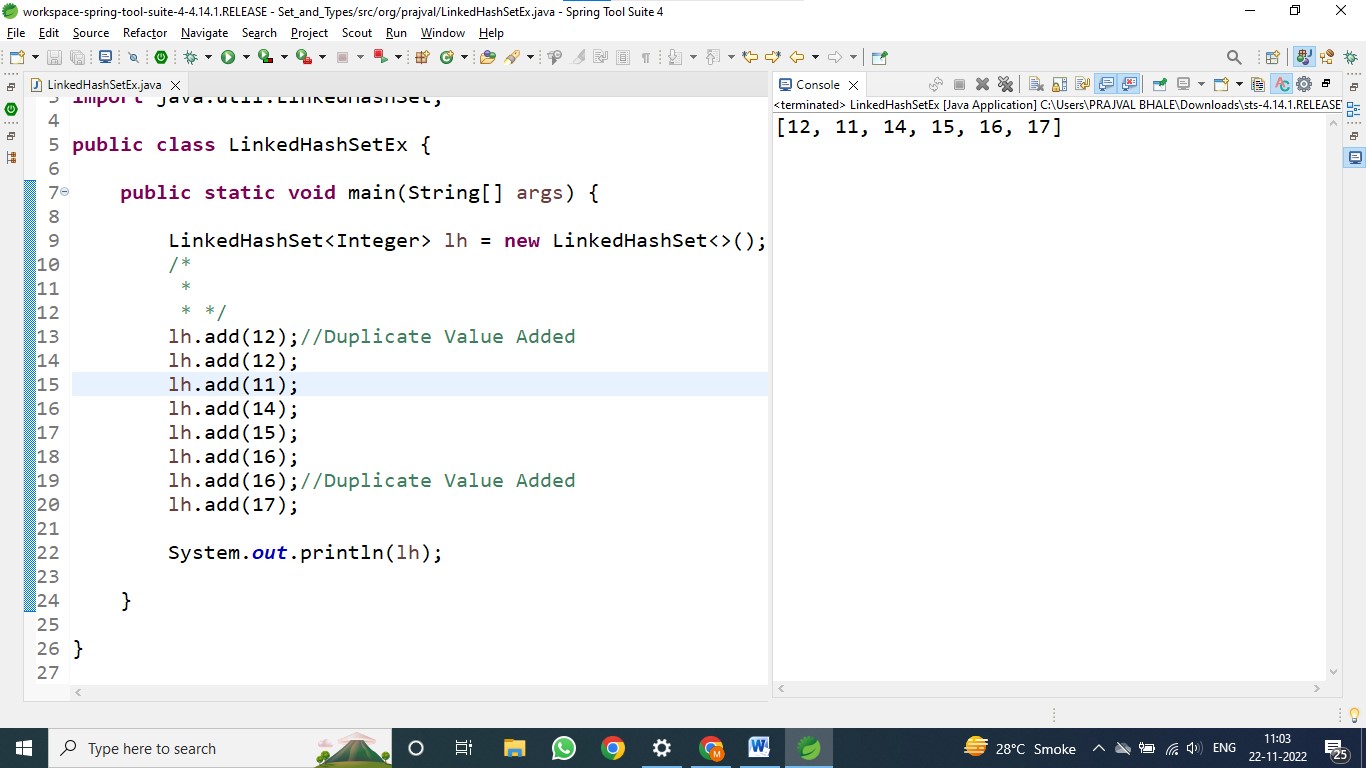 workspace-spring-tool-suite-4-4.14.1.RELEASE - Set_and_Types/src/org/prajval/LinkedHashSetEx.java - Spring Tool Suite 4
File Edit Source Refactor Navigate Search Project Scout Run Window Help
LinkedHashSetEx.java
3 import java.util.LinkedHashSet;
4
5 public class LinkedHashSetEx {
6
7 public static void main(String[] args) {
8
9 LinkedHashSet<Integer> lh = new LinkedHashSet<>();
10 /*
11 *
12 * */
13 lh.add(12);//Duplicate Value Added
14 lh.add(12);
15 lh.add(11);
16 lh.add(14);
17 lh.add(15);
18 lh.add(16);
19 lh.add(16);//Duplicate Value Added
20 lh.add(17);
21
22 System.out.println(lh);
23
24 }
25
26 }
27
Console
<terminated> LinkedHashSetEx [Java Application] C:\Users\PRAJVAL BHALE\Downloads\sts-4.14.1.RELEASE\
[12, 11, 14, 15, 16, 17]
Type here to search
28°C Smoke
ENG
11:03
22-11-2022
25